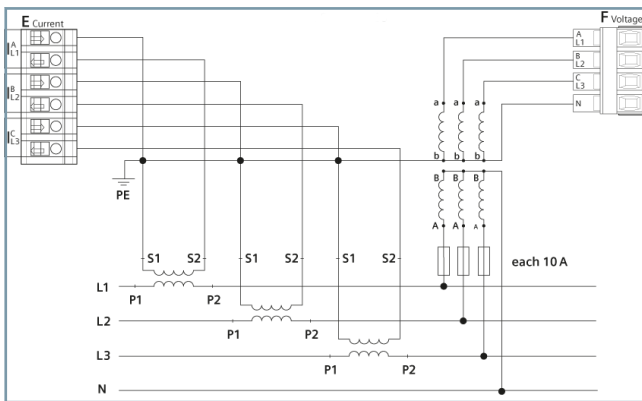 E Current
F Voltage
A
L1
B
L2
C
L3
A
L1
B
L2
C
L3
N
a a a
b b b
B B B
A A A
PE
S1 S2 S1 S2 S1 S2
each 10 A
L1
P1 P2
L2
P1 P2
L3
P1 P2
N